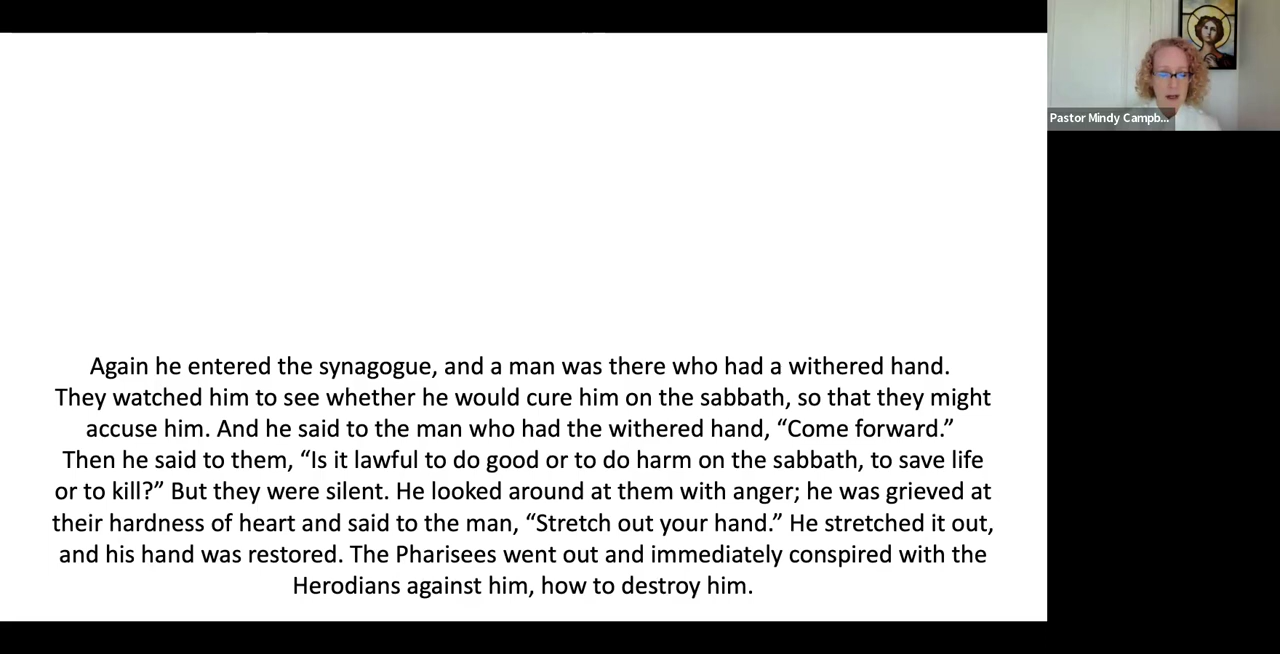 Again he entered the synagogue, and a man was there who had a withered hand.
They watched him to see whether he would cure him on the sabbath, so that they might
accuse him. And he said to the man who had the withered hand, “Come forward.”
Then he said to them, “Is it lawful to do good or to do harm on the sabbath, to save life
or to kill?” But they were silent. He looked around at them with anger; he was grieved at
their hardness of heart and said to the man, “Stretch out your hand.” He stretched it out,
and his hand was restored. The Pharisees went out and immediately conspired with the
Herodians against him, how to destroy him.
Pastor Mindy Campb...